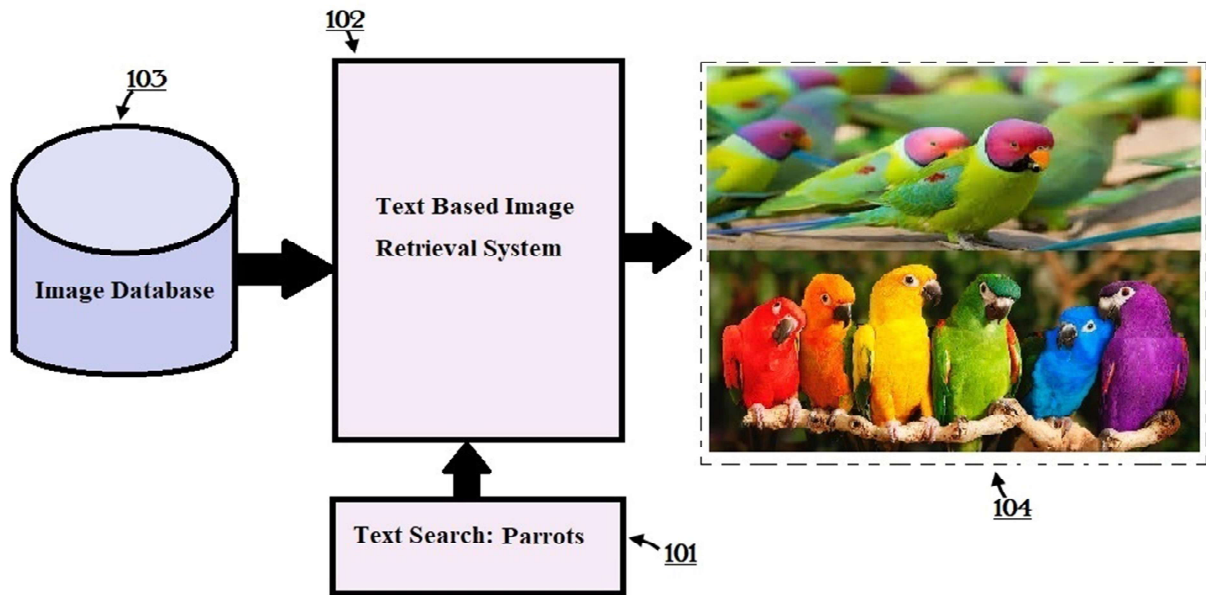 102
103
Text Based Image
Retrieval System
Image Database
104
Text Search: Parrots
101